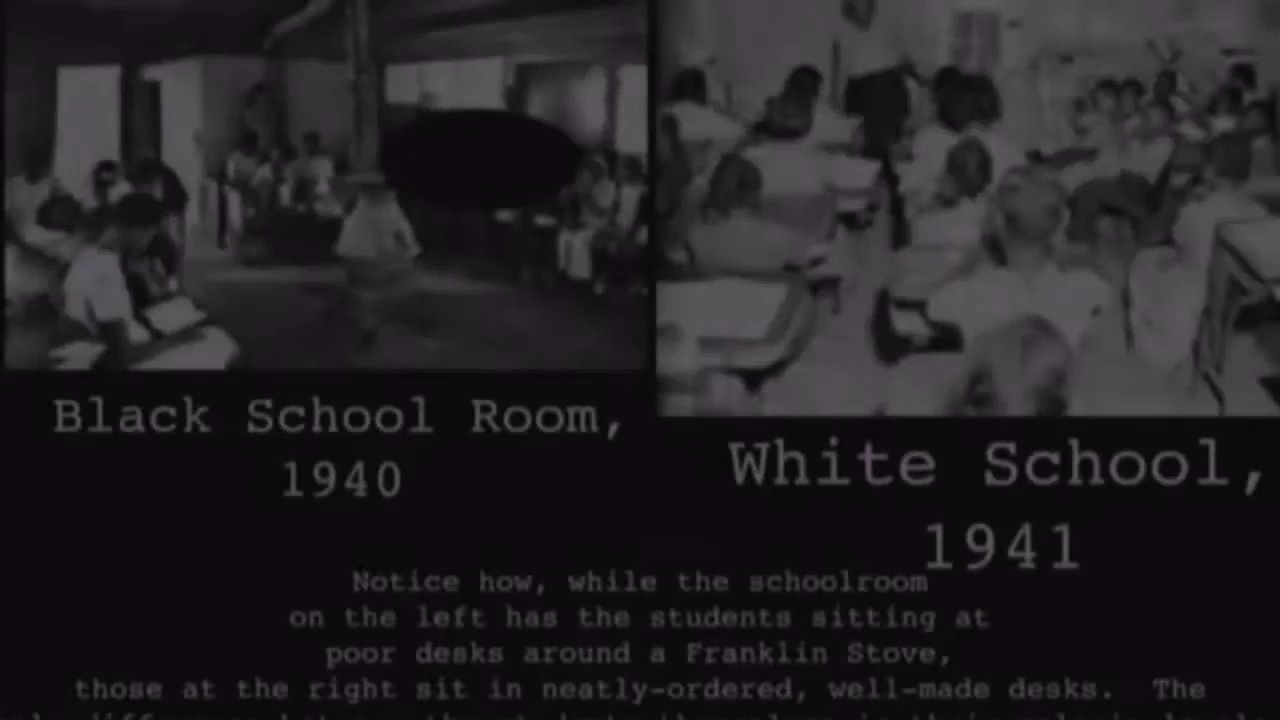 Black School Room,
1940
White School,
1941
Notice how, while the schoolroom
on the left has the students sitting at
poor desks around a Franklin Stove,
those at the right sit in neatly-ordered, well-made desks. The